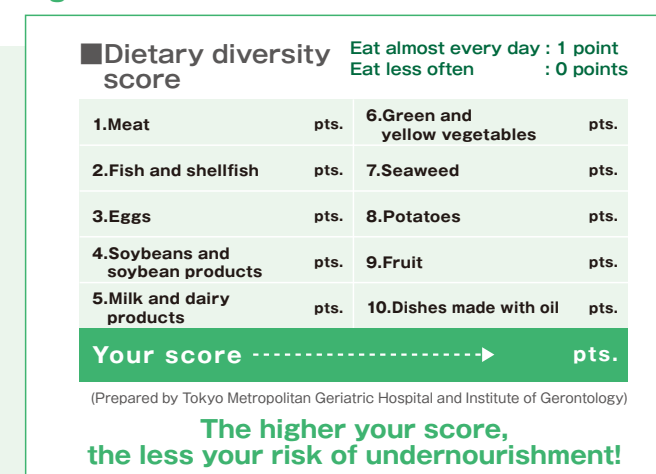 ■Dietary diversity
score
Eat almost every day : 1 point
Eat less often : 0 points
1.Meat pts.
2.Fish and shellfish pts.
3.Eggs pts.
4.Soybeans and
soybean products pts.
5.Milk and dairy
products pts.
6.Green and
yellow vegetables pts.
7.Seaweed pts.
8.Potatoes pts.
9.Fruit pts.
10.Dishes made with oil pts.
Your score pts.
(Prepared by Tokyo Metropolitan Geriatric Hospital and Institute of Gerontology)
The higher your score,
the less your risk of undernourishment!